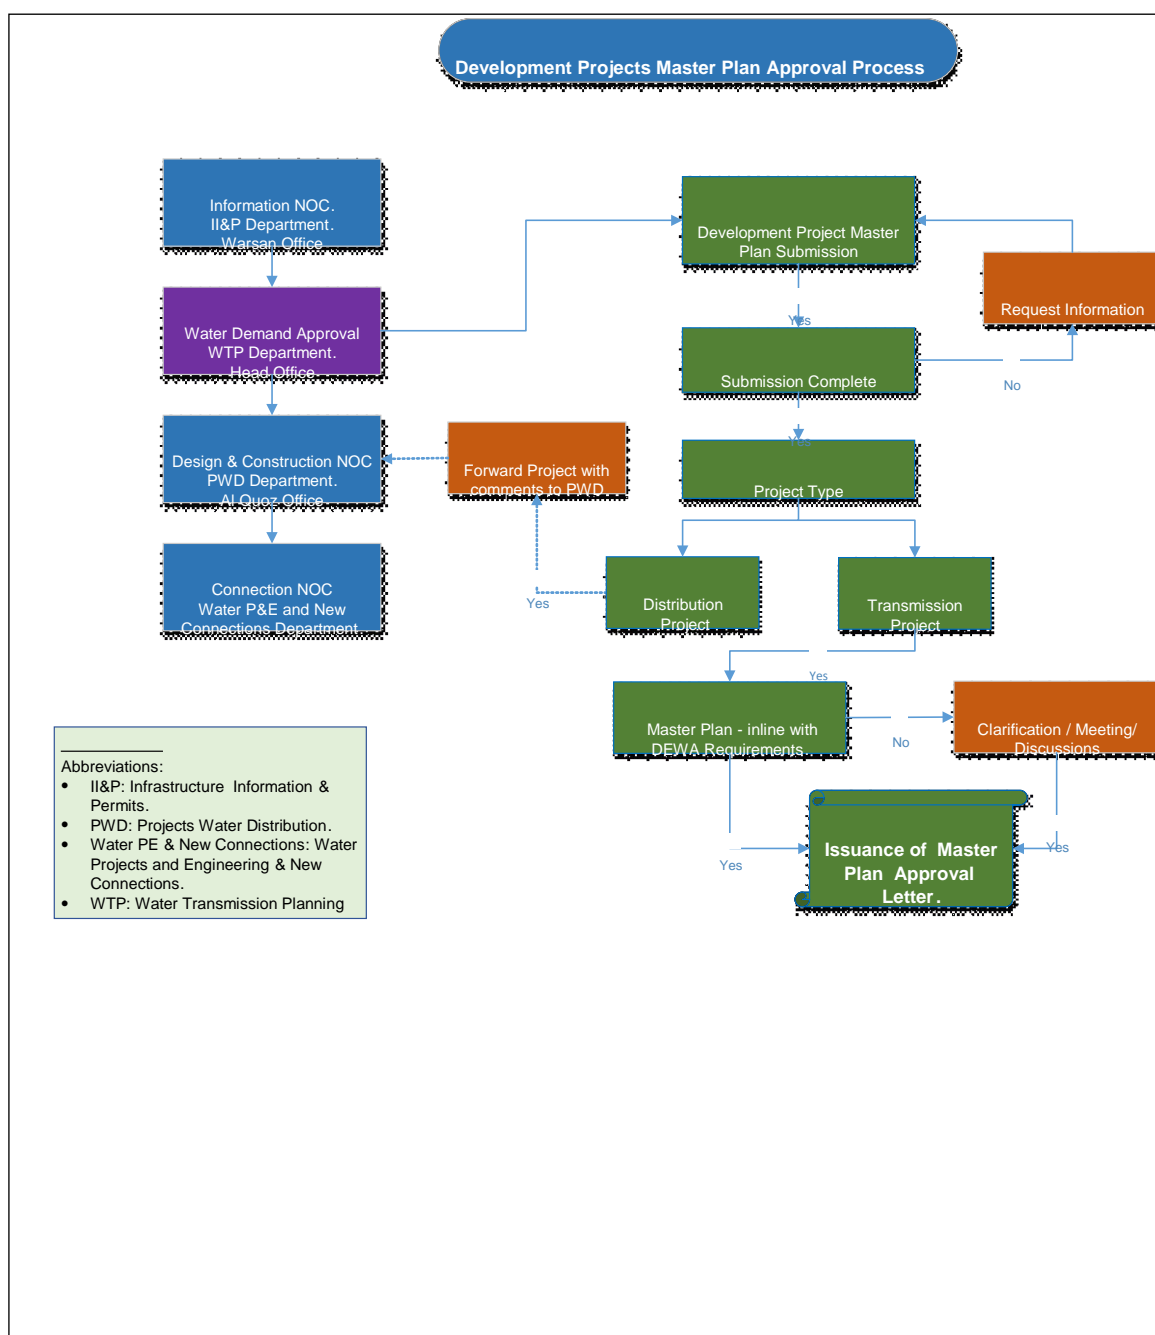 Development Projects Master Plan Approval Process
Information NOC.
II&P Department.
Warsan Office.
Water Demand Approval
WTP Department.
Head Office.
Design & Construction NOC
PWD Department.
Al Quoz Office.
Connection NOC
Water P&E and New
Connections Department
Forward Project with
comments to PWD
Yes
Development Project Master
Plan Submission
Yes
Request Information
Submission Complete
No
Yes
Project Type
Distribution
Project
Transmission
Project
Yes
Master Plan - inline with
DEWA Requirements
No
Clarification / Meeting/
Discussions
Yes
Yes
Issuance of Master
Plan Approval
Letter.
Abbreviations:
• II&P: Infrastructure Information &
Permits.
• PWD: Projects Water Distribution.
• Water PE & New Connections: Water
Projects and Engineering & New
Connections.
• WTP: Water Transmission Planning